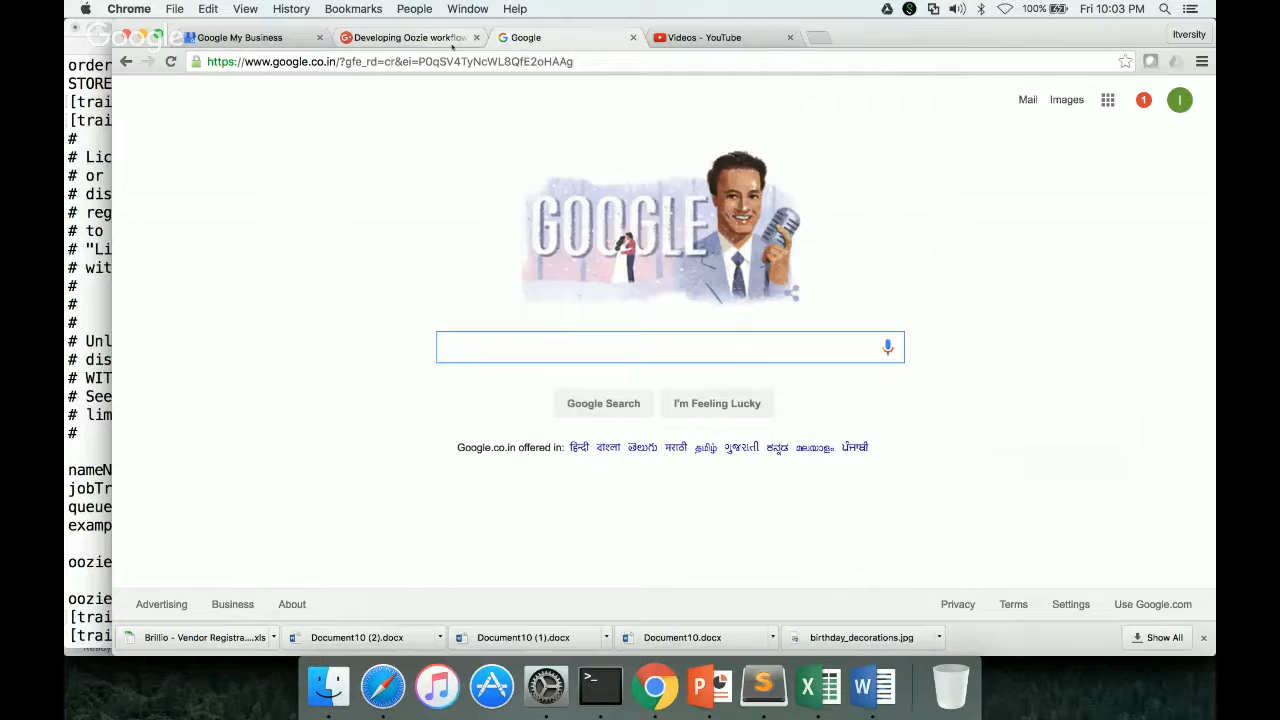 Chrome File Edit View History Bookmarks People Window Help 100% Fri 10:03 PM
Google
Google My Business
Developing Oozie workflow
Google
Videos - YouTube
Itversity
https://www.google.co.in/?gfe_rd=cr&ei=P0qSV4TyNcWL8QfE2oHAAg
Mail Images 1 I
GOOGLE
Google Search I'm Feeling Lucky
Google.co.in offered in: हिन्दी বাংলা తెలుగు मराठी தமிழ் ગુજરાતી ಕನ್ನಡ മലയാളം ਪੰਜਾਬੀ
order
STORE
[trai
[trai
#
# Lic
# or
# dis
# reg
# to
# "Li
# wit
#
#
#
# Unl
# dis
# WIT
# See
# lim
#
nameN
jobTr
queue
examp
oozie
oozie
[trai
[trai
Advertising Business About Privacy Terms Settings Use Google.com
Brillio - Vendor Registra....xls Document10 (2).docx Document10 (1).docx Document10.docx birthday_decorations.jpg Show All